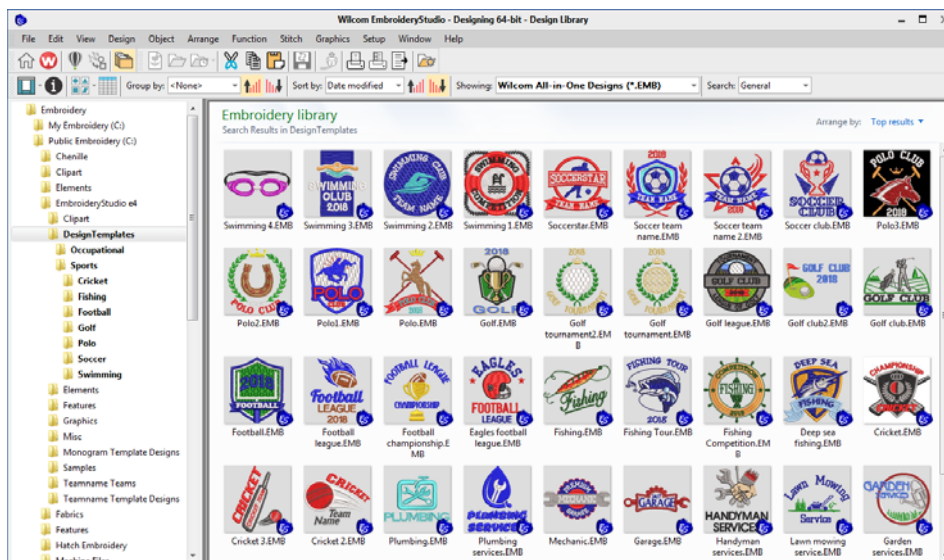 Wilcom EmbroideryStudio - Designing 64-bit - Design Library
File Edit View Design Object Arrange Function Stitch Graphics Setup Window Help
Group by: <None> Sort by: Date modified Showing: Wilcom All-in-One Designs (*.EMB) Search: General
Embroidery
My Embroidery (C:)
Public Embroidery (C:)
Chenille
Clipart
Elements
EmbroideryStudio e4
Clipart
DesignTemplates
Occupational
Sports
Cricket
Fishing
Football
Golf
Polo
Soccer
Swimming
Elements
Features
Graphics
Misc
Monogram Template Designs
Samples
Teamname Teams
Teamname Template Designs
Fabrics
Features
Hatch Embroidery
Machine Files
Embroidery library
Search Results in DesignTemplates
Arrange by: Top results
SWIMMING
CLUB
2018
SWIMMING CLUB
TEAM NAME
SWIMMING
COMPETITION
SOCCERSTAR
TEAM NAME
2018
TEAM NAME
TEAM NAME
2018
SOCCER
CLUB
POLO CLUB
2018
Swimming 4.EMB Swimming 3.EMB Swimming 2.EMB Swimming 1.EMB Soccerstar.EMB Soccer team name.EMB Soccer team name 2.EMB Soccer club.EMB Polo3.EMB
POLO CLUB
POLO
CLUB
2018
GOLF
GOLF CLUB
GOLF CLUB
2018
GOLF CLUB
Polo2.EMB Polo1.EMB Polo.EMB Golf.EMB Golf tournament2.EMB Golf tournament.EMB Golf league.EMB Golf club2.EMB Golf club.EMB
2018
FOOTBALL
Football
LEAGUE
2018
FOOTBALL LEAGUE
CHAMPIONSHIP
EAGLES
FOOTBALL
LEAGUE
Fishing
FISHING TOUR
2018
COMPETITION
FISHING
2018
DEEP SEA
FISHING
CHAMPIONSHIP
CRICKET
Football.EMB Football league.EMB Football championship.EMB Eagles football league.EMB Fishing.EMB Fishing Tour.EMB Fishing Competition.EMB Deep sea fishing.EMB Cricket.EMB
CRICKET
CRICKET
Team
Name
PLUMBING
PLUMBING
SERVICE
MECHANIC
GARAGE
HANDYMAN
SERVICES
Lawn Mowing
Service
GARDEN
SERVICES
Cricket 3.EMB Cricket 2.EMB Plumbing.EMB Plumbing services.EMB Mechanic.EMB Garage.EMB Handyman services.EMB Lawn mowing service.EMB Garden services.EMB